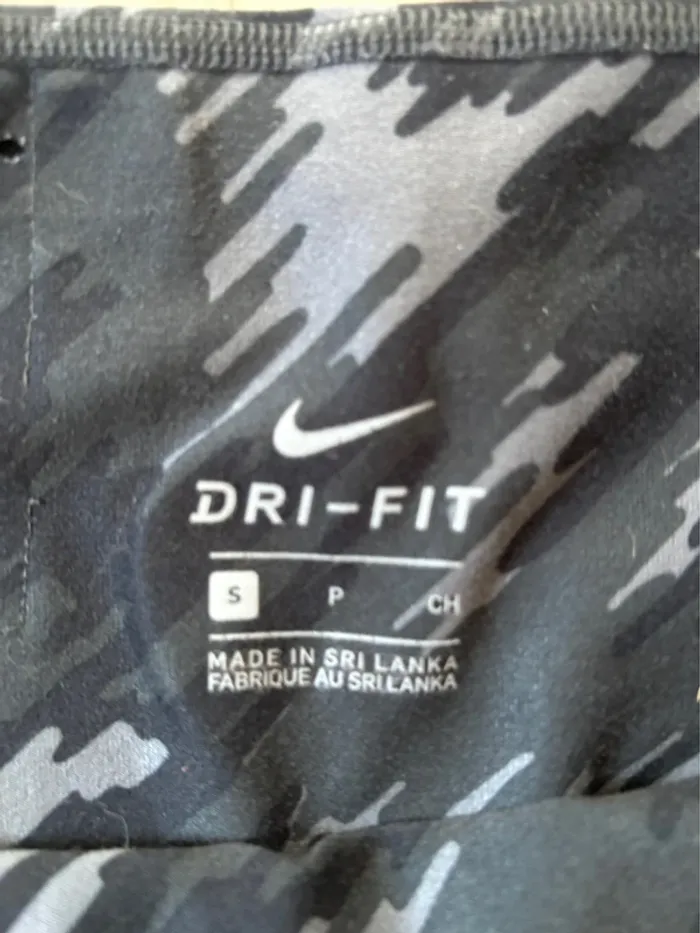 DRI-FIT
S P CH
MADE IN SRI LANKA
FABRIQUE AU SRI LANKA